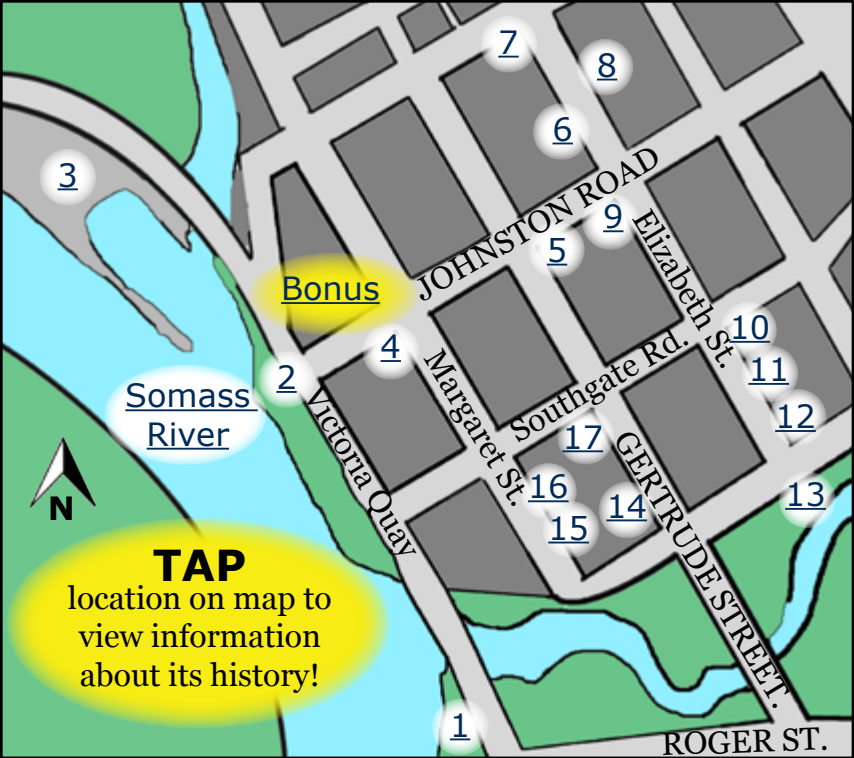 7
8
6
3
JOHNSTON ROAD
9
5
Elizabeth St.
Bonus
10
4
Margaret St.
2
11
Southgate Rd.
Somass
River
Victoria Quay
12
17
GERTRUDE STREET.
16
13
14
15
N
TAP
location on map to
view information
about its history!
1
ROGER ST.